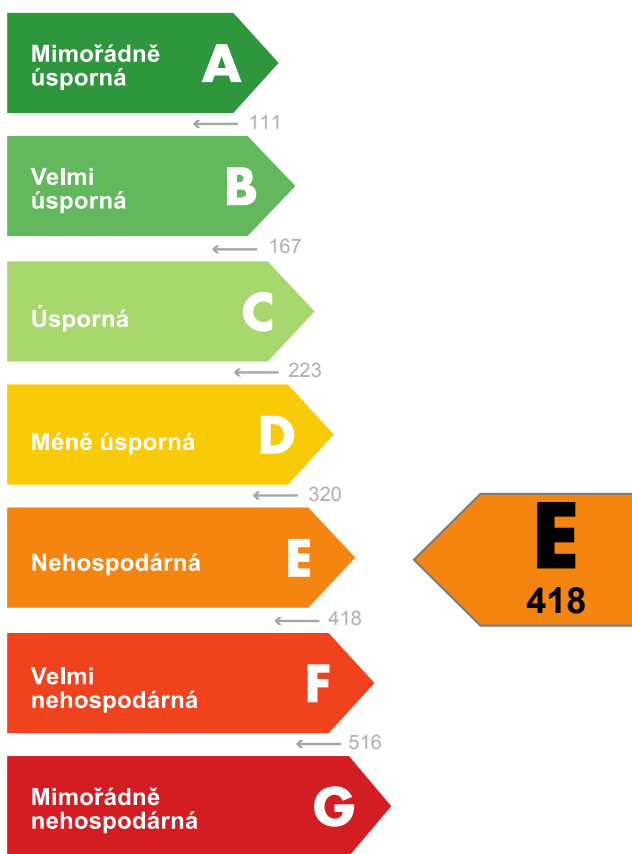 Mimořádně
úsporná
A
111
Velmi
úsporná
B
167
Úsporná
C
223
Méně úsporná
D
320
Nehospodárná
E
418
E
418
Velmi
nehospodárná
F
516
Mimořádně
nehospodárná
G